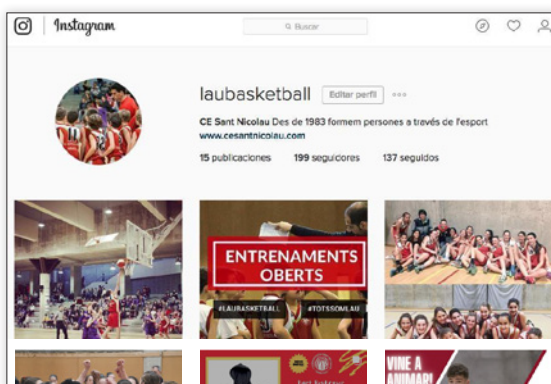 Instagram
Buscar
laubasketball Editar perfil
CE Sant Nicolau Des de 1983 formem persones a través de l'esport
www.cesantnicolau.com
15 publicaciones 199 seguidores 137 seguidos
ENTRENAMENTS
OBERTS
#LAUBASKETBALL #TOTSSOMLAU
VINE A
ANIMAR!